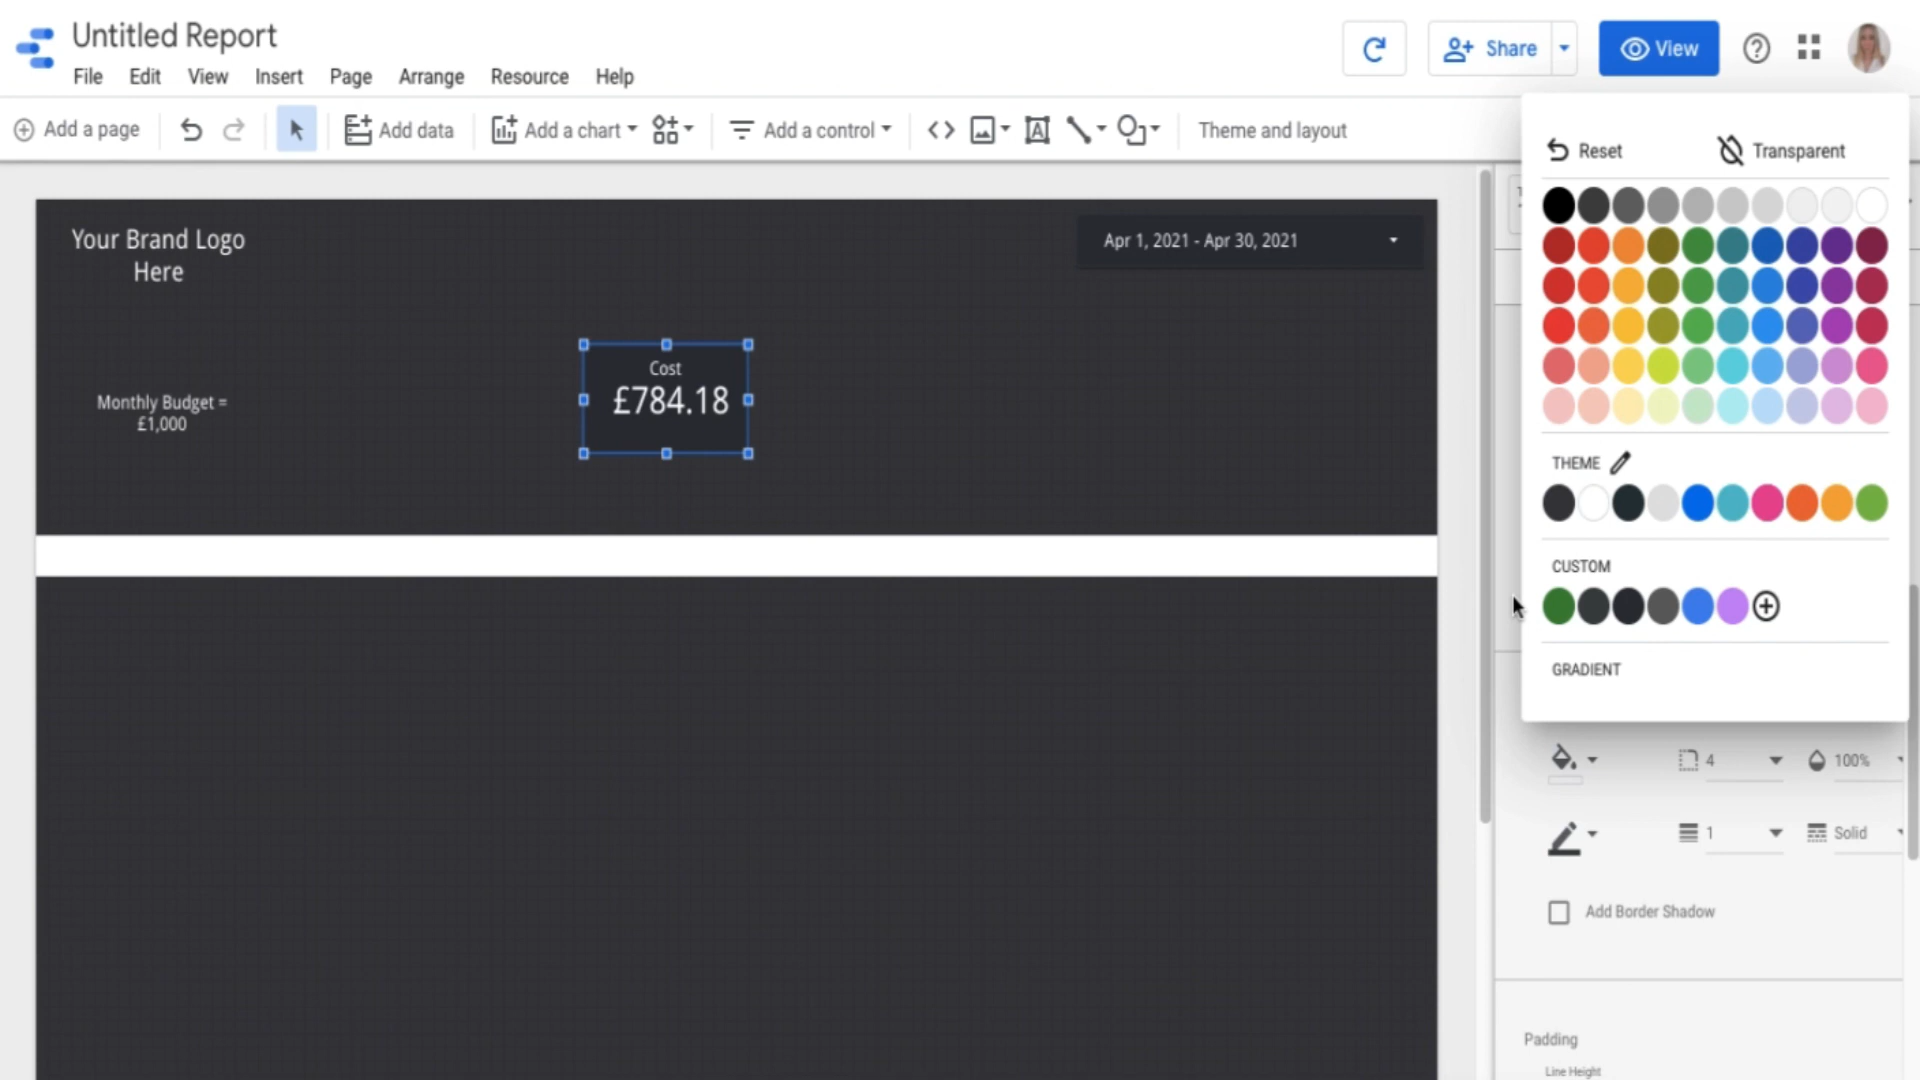 Untitled Report
File Edit View Insert Page Arrange Resource Help
Share
View
Add a page
Add data
Add a chart
Add a control
Theme and layout
Reset
Transparent
Your Brand Logo
Here
Apr 1, 2021 - Apr 30, 2021
Cost
£784.18
Monthly Budget =
£1,000
THEME
CUSTOM
GRADIENT
4
100%
1
Solid
Add Border Shadow
Padding
Line Height